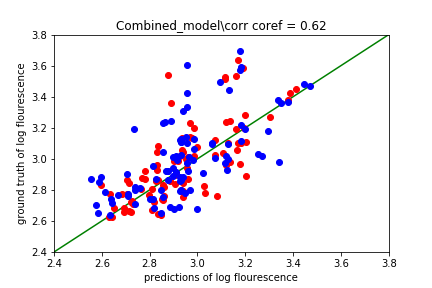 Combined_model\corr coref = 0.62
3.8
3.6
3.4
3.2
3.0
2.8
2.6
2.4
ground truth of log flourescence
2.4 2.6 2.8 3.0 3.2 3.4 3.6 3.8
predictions of log flourescence